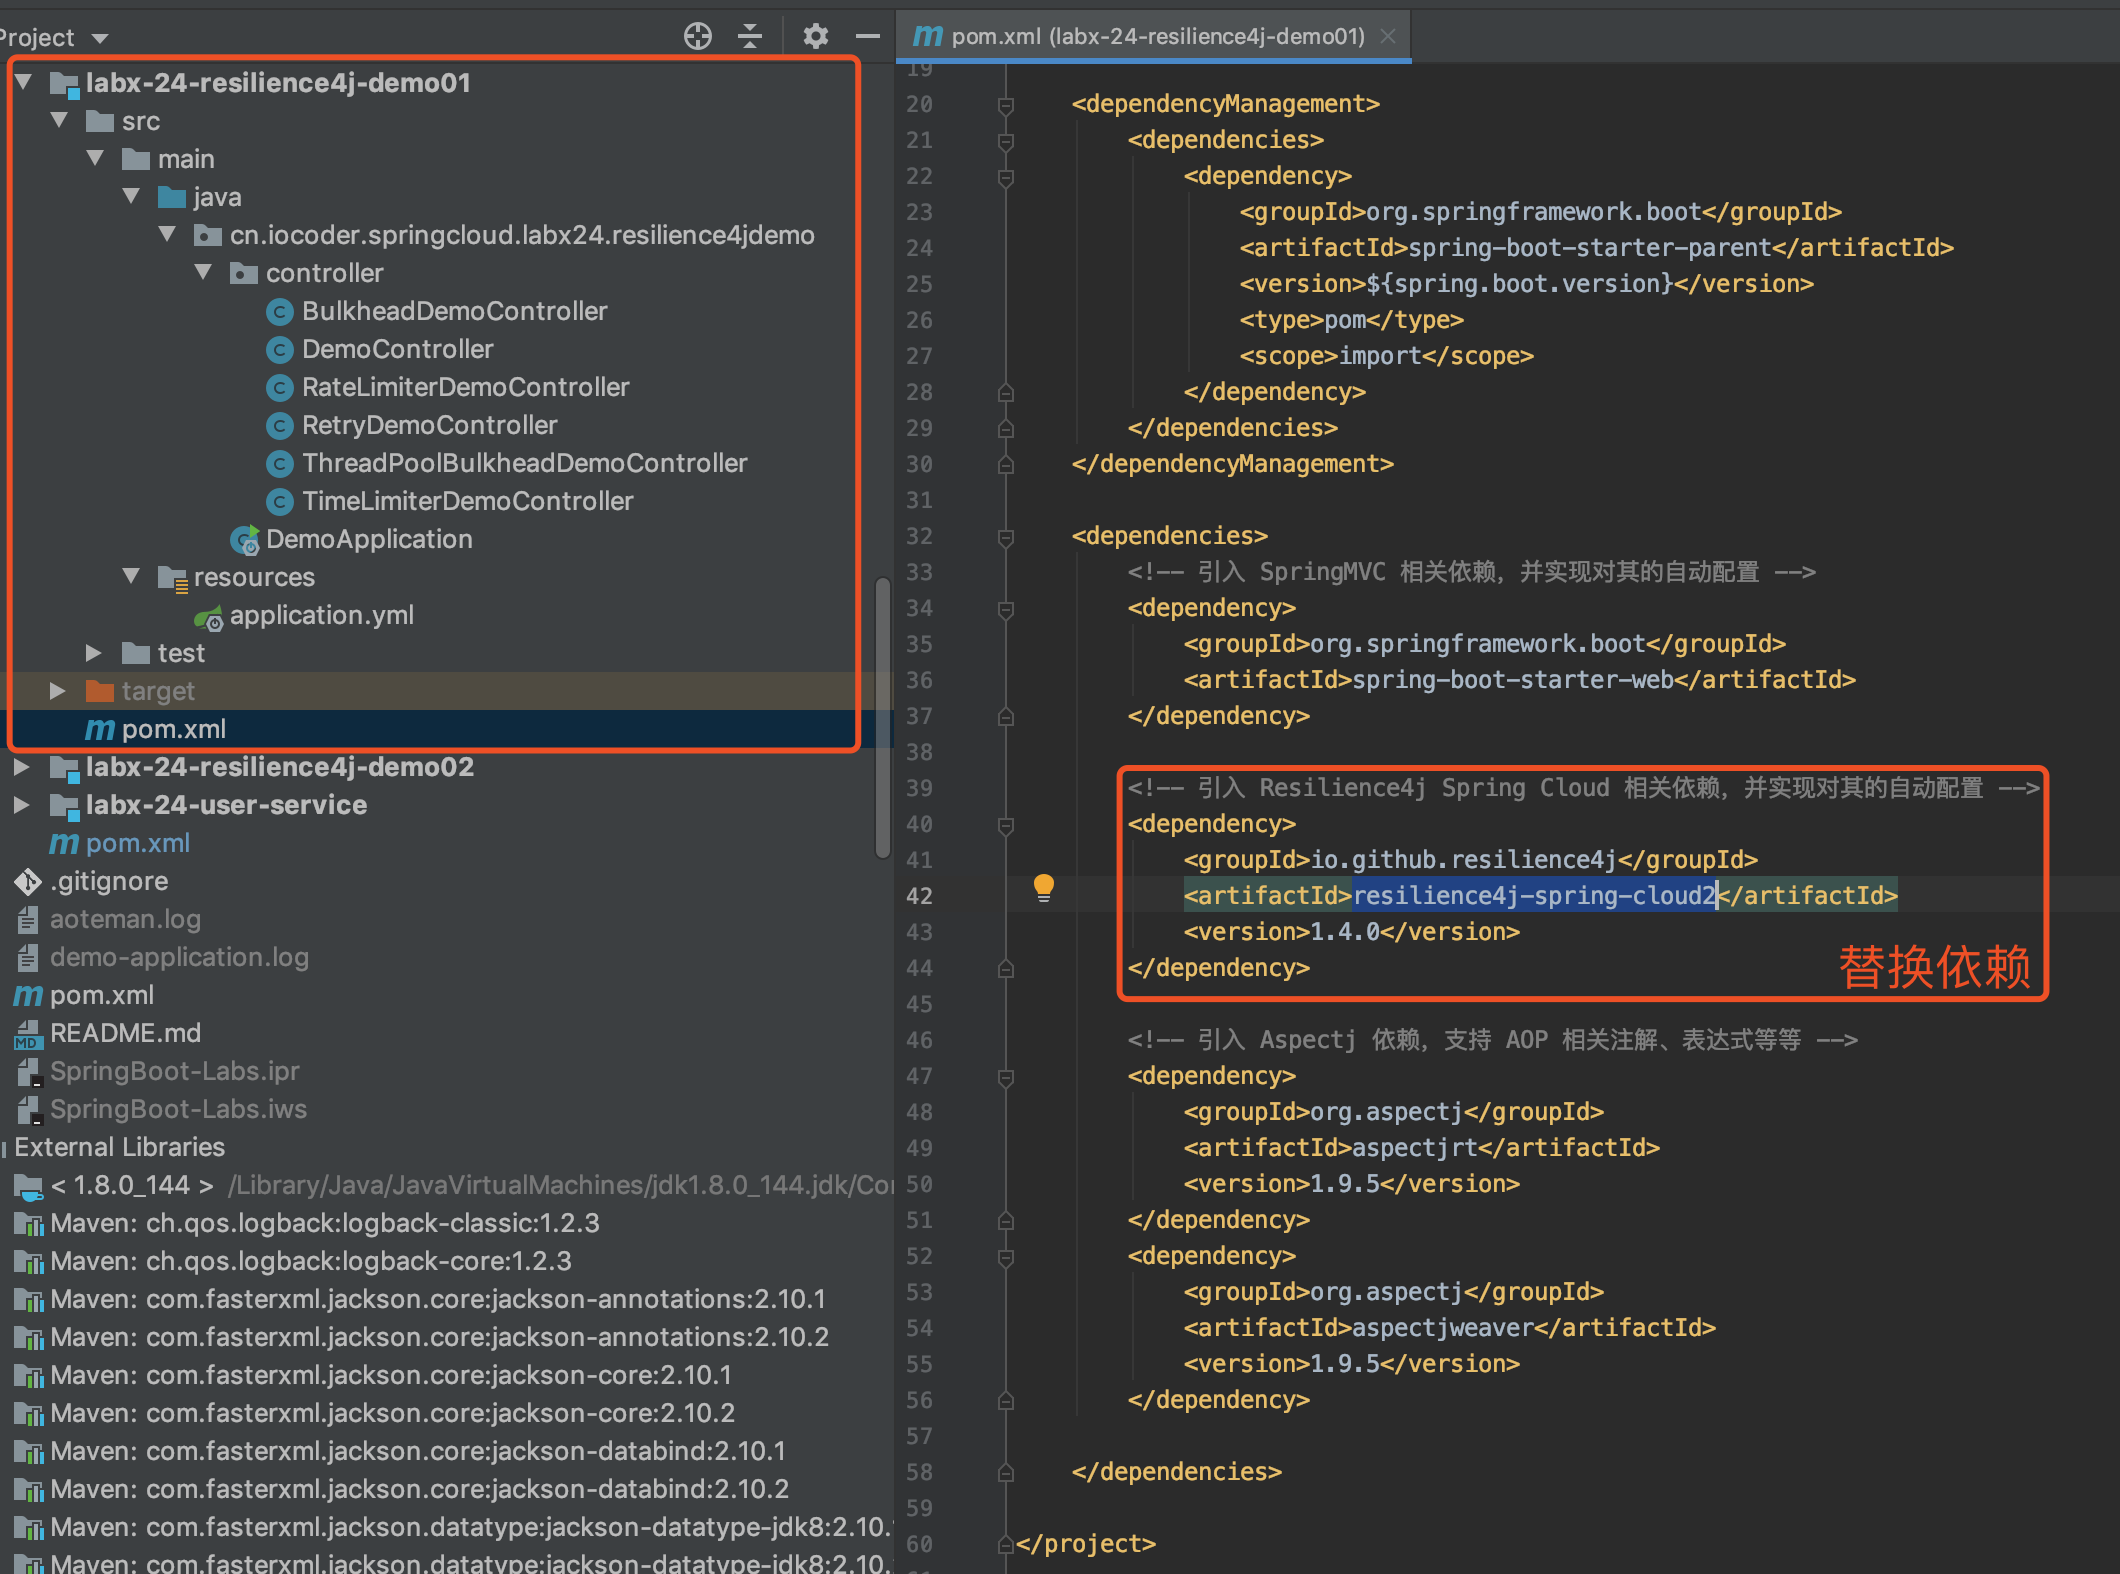 Project
labx-24-resilience4j-demo01
src
main
java
cn.iocoder.springcloud.labx24.resilience4jdemo
controller
BulkheadDemoController
DemoController
RateLimiterDemoController
RetryDemoController
ThreadPoolBulkheadDemoController
TimeLimiterDemoController
DemoApplication
resources
application.yml
test
target
pom.xml
labx-24-resilience4j-demo02
labx-24-user-service
pom.xml
.gitignore
aoteman.log
demo-application.log
pom.xml
README.md
SpringBoot-Labs.ipr
SpringBoot-Labs.iws
External Libraries
< 1.8.0_144 > /Library/Java/JavaVirtualMachines/jdk1.8.0_144.jdk/Con
Maven: ch.qos.logback:logback-classic:1.2.3
Maven: ch.qos.logback:logback-core:1.2.3
Maven: com.fasterxml.jackson.core:jackson-annotations:2.10.1
Maven: com.fasterxml.jackson.core:jackson-annotations:2.10.2
Maven: com.fasterxml.jackson.core:jackson-core:2.10.1
Maven: com.fasterxml.jackson.core:jackson-core:2.10.2
Maven: com.fasterxml.jackson.core:jackson-databind:2.10.1
Maven: com.fasterxml.jackson.core:jackson-databind:2.10.2
Maven: com.fasterxml.jackson.datatype:jackson-datatype-jdk8:2.10.
Maven: com.fasterxml.jackson.datatype:jackson-datatype-jdk8:2.10.
pom.xml (labx-24-resilience4j-demo01)
19
20 <dependencyManagement>
21 <dependencies>
22 <dependency>
23 <groupId>org.springframework.boot</groupId>
24 <artifactId>spring-boot-starter-parent</artifactId>
25 <version>${spring.boot.version}</version>
26 <type>pom</type>
27 <scope>import</scope>
28 </dependency>
29 </dependencies>
30 </dependencyManagement>
31
32 <dependencies>
33 <!-- 引入 SpringMVC 相关依赖，并实现对其的自动配置 -->
34 <dependency>
35 <groupId>org.springframework.boot</groupId>
36 <artifactId>spring-boot-starter-web</artifactId>
37 </dependency>
38
39 <!-- 引入 Resilience4j Spring Cloud 相关依赖，并实现对其的自动配置 -->
40 <dependency>
41 <groupId>io.github.resilience4j</groupId>
42 <artifactId>resilience4j-spring-cloud2</artifactId>
43 <version>1.4.0</version>
44 </dependency>
替换依赖
45
46 <!-- 引入 Aspectj 依赖，支持 AOP 相关注解、表达式等等 -->
47 <dependency>
48 <groupId>org.aspectj</groupId>
49 <artifactId>aspectjrt</artifactId>
50 <version>1.9.5</version>
51 </dependency>
52 <dependency>
53 <groupId>org.aspectj</groupId>
54 <artifactId>aspectjweaver</artifactId>
55 <version>1.9.5</version>
56 </dependency>
57
58 </dependencies>
59
60 </project>